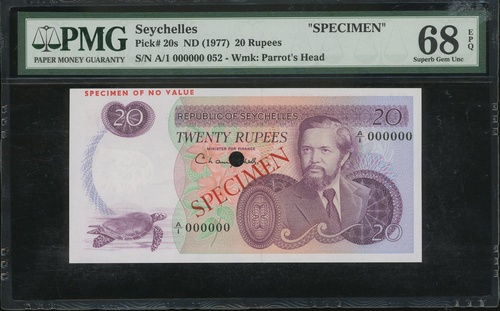 PMG
PAPER MONEY GUARANTY
Seychelles "SPECIMEN"
Pick# 20s ND (1977) 20 Rupees
S/N A/1 000000 052 - Wmk: Parrot's Head
68 EPQ
Superb Gem Unc
SPECIMEN OF NO VALUE
20
REPUBLIC OF SEYCHELLES
20
TWENTY RUPEES
A/1 000000
MINISTER FOR FINANCE
SPECIMEN
A/1 000000
20